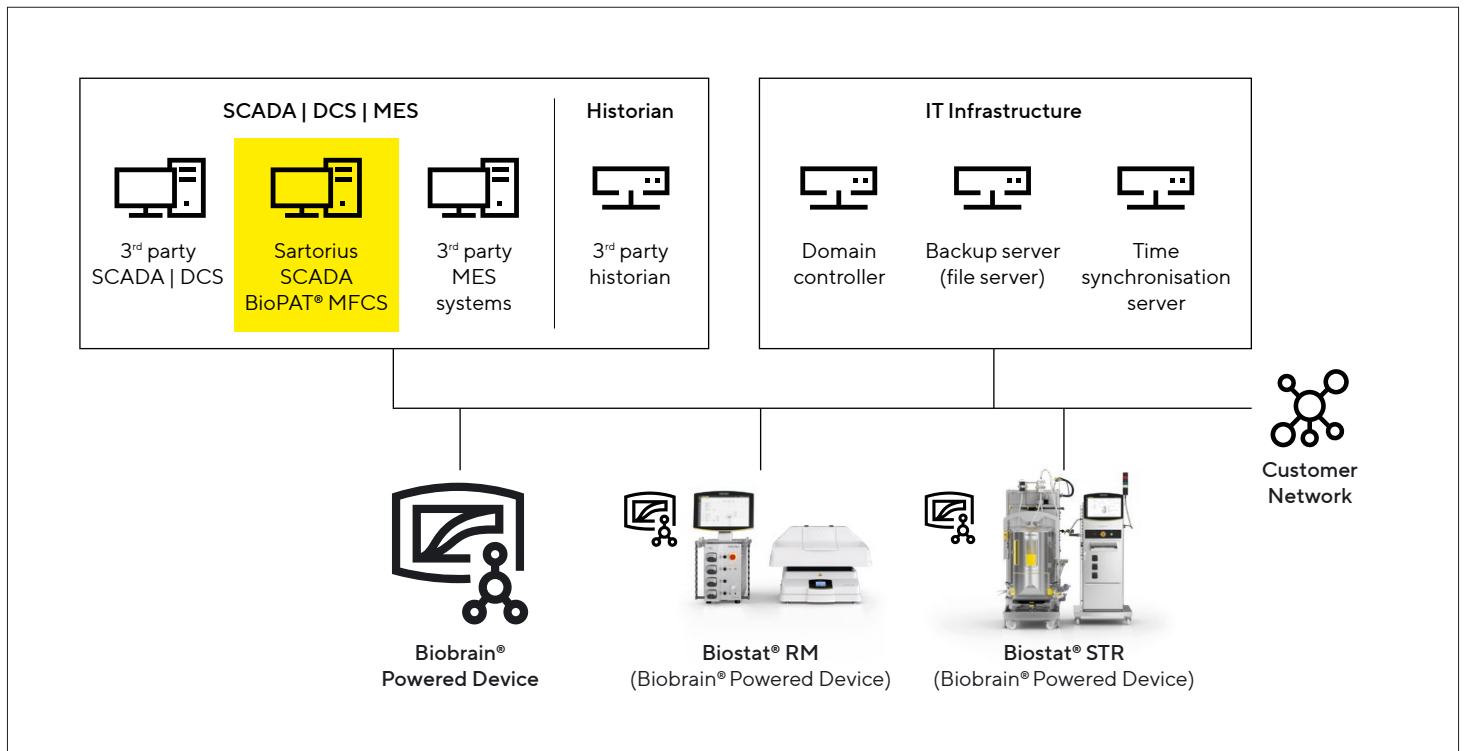 SCADA | DCS | MES
Historian
IT Infrastructure
3rd party
SCADA | DCS
Sartorius
SCADA
BioPAT® MFCS
3rd party
MES
systems
3rd party
historian
Domain
controller
Backup server
(file server)
Time
synchronisation
server
Customer
Network
Biobrain®
Powered Device
Biostat® RM
(Biobrain® Powered Device)
Biostat® STR
(Biobrain® Powered Device)